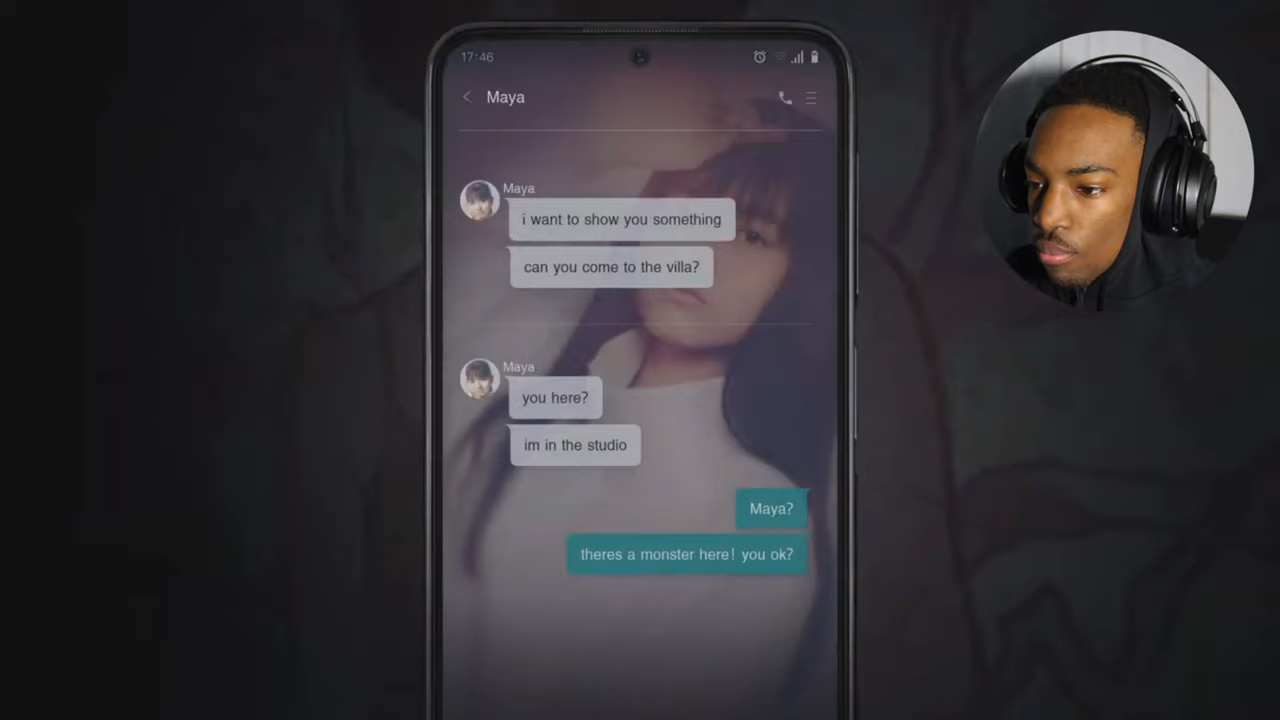 17:46
Maya
Maya
i want to show you something
can you come to the villa?
Maya
you here?
im in the studio
Maya?
theres a monster here! you ok?